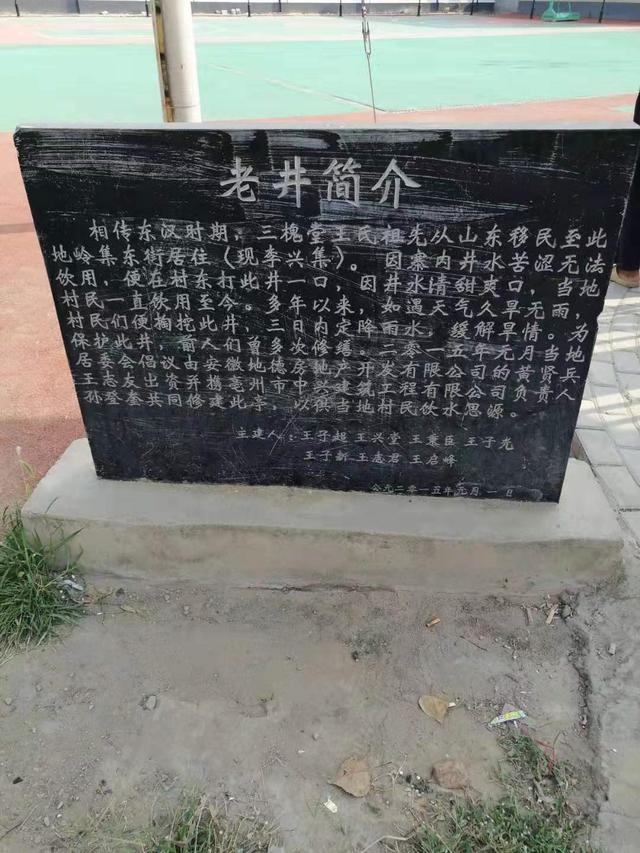 老井简介
相传东汉时期，三槐堂王氏祖先从山东移民至此
地岭集东街居住（现李兴集）。因寨内井水苦涩无法
饮用，便在村东打此井一口，因井水清甜爽口，当地
村民一直饮用至今。多年以来，如遇天气久旱无雨，
村民们便掏挖此井，三日内定降雨水，缓解旱情。为
保护此井，前人们曾多次修缮。二零一五年元月当地
居委会倡议由安徽地德房地产开发有限公司的黄贤兵
王志友出资并携亳州市中兴建筑工程有限公司负责人
孙登奎共同修建此亭，以供当地村民饮水思源。
主建人：王子超 王兴堂 王秉臣 王子光
王子新 王志君 王启峰
公元二零一五年元月一日